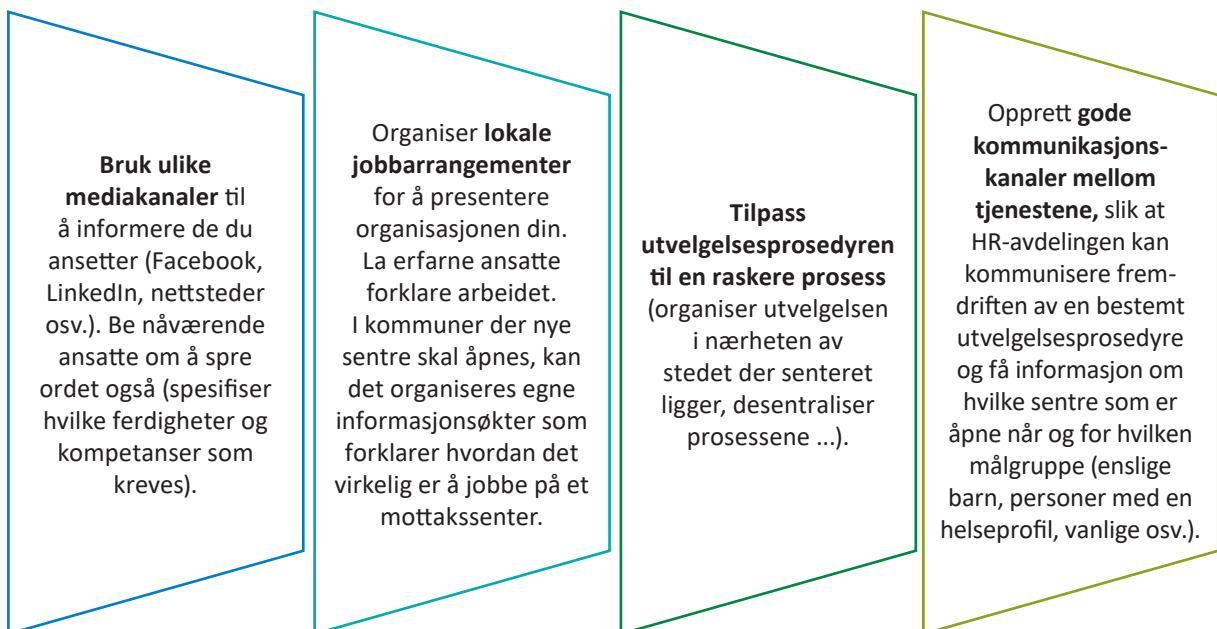 Bruk ulike
mediakanaler til
å informere de du
ansetter (Facebook,
LinkedIn, nettsteder
osv.). Be nåværende
ansatte om å spre
ordet også (spesifiser
hvilke ferdigheter og
kompetanser som
kreves).
Organiser lokale
jobbarrangementer
for å presentere
organisasjonen din.
La erfarne ansatte
forklare arbeidet.
I kommuner der nye
sentre skal åpnes, kan
det organiseres egne
informasjonsøkter som
forklarer hvordan det
virkelig er å jobbe på et
mottakssenter.
Tilpass
utvelgelsesprosedyren
til en raskere prosess
(organiser utvelgelsen
i nærheten av
stedet der senteret
ligger, desentraliser
prosessene ...).
Opprett gode
kommunikasjons-
kanaler mellom
tjenestene, slik at
HR-avdelingen kan
kommunisere frem-
driften av en bestemt
utvelgelsesprosedyre
og få informasjon om
hvilke sentre som er
åpne når og for hvilken
målgruppe (enslige
barn, personer med en
helseprofil, vanlige osv.).